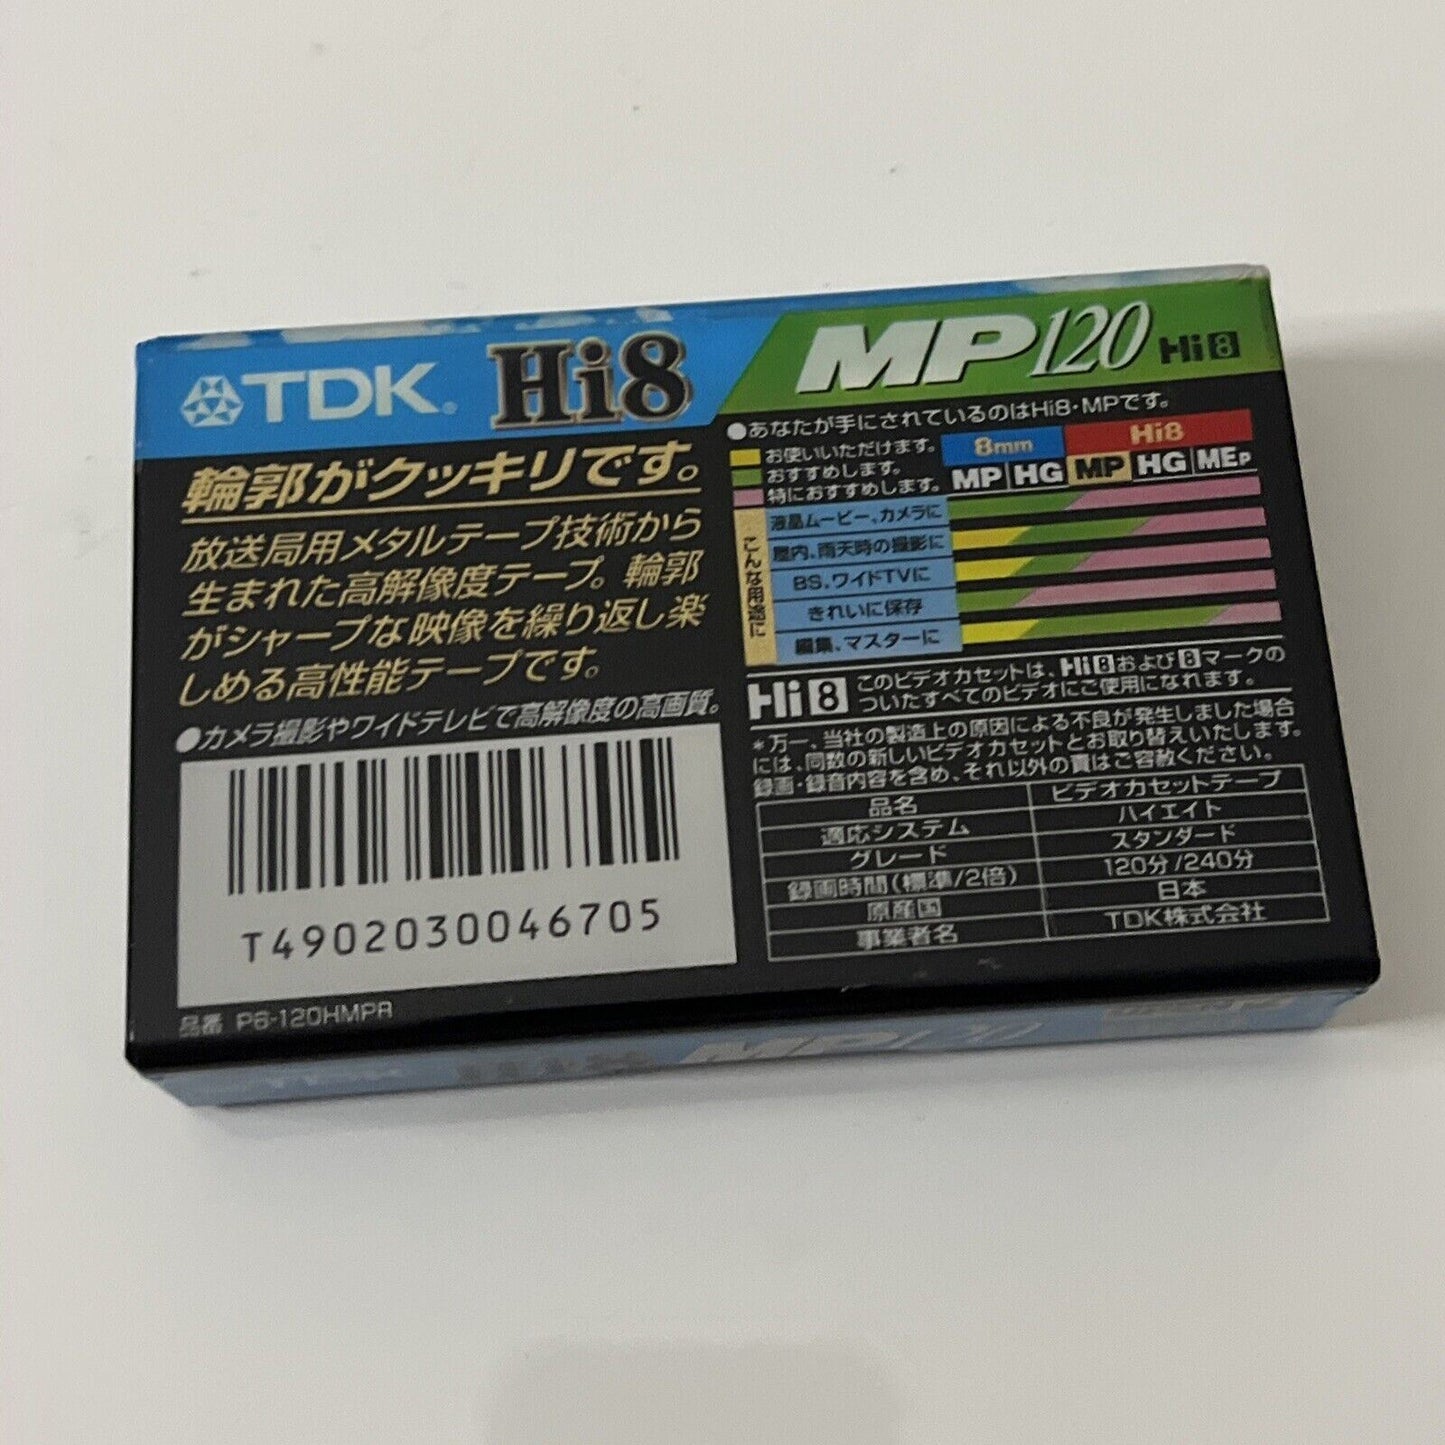 TDK® Hi8
輪郭がクッキリです。
放送局用メタルテープ技術から
生まれた高解像度テープ。輪郭
がシャープな映像を繰り返し楽
しめる高性能テープです。
●カメラ撮影やワイドテレビで高解像度の高画質。
T4902030046705
品番 P6-120HMPR
MP120 Hi8
●あなたが手にされているのはHi8・MPです。
お使いいただけます。
おすすめします。
特におすすめします。
8mm Hi8
MP HG MP HG MEp
こんな用途に
液晶ムービー、カメラに
屋内、雨天時の撮影に
BS、ワイドTVに
きれいに保存
編集、マスターに
Hi8 このビデオカセットは、Hi8および8マークの
ついたすべてのビデオにご使用になれます。
*万一、当社の製造上の原因による不良が発生しました場合
には、同数の新しいビデオカセットとお取り替えいたします。
録画・録音内容を含め、それ以外の責はご容赦ください。
品名 ビデオカセットテープ
適応システム ハイエイト
グレード スタンダード
録画時間(標準/2倍) 120分/240分
原産国 日本
事業者名 TDK株式会社
MP120